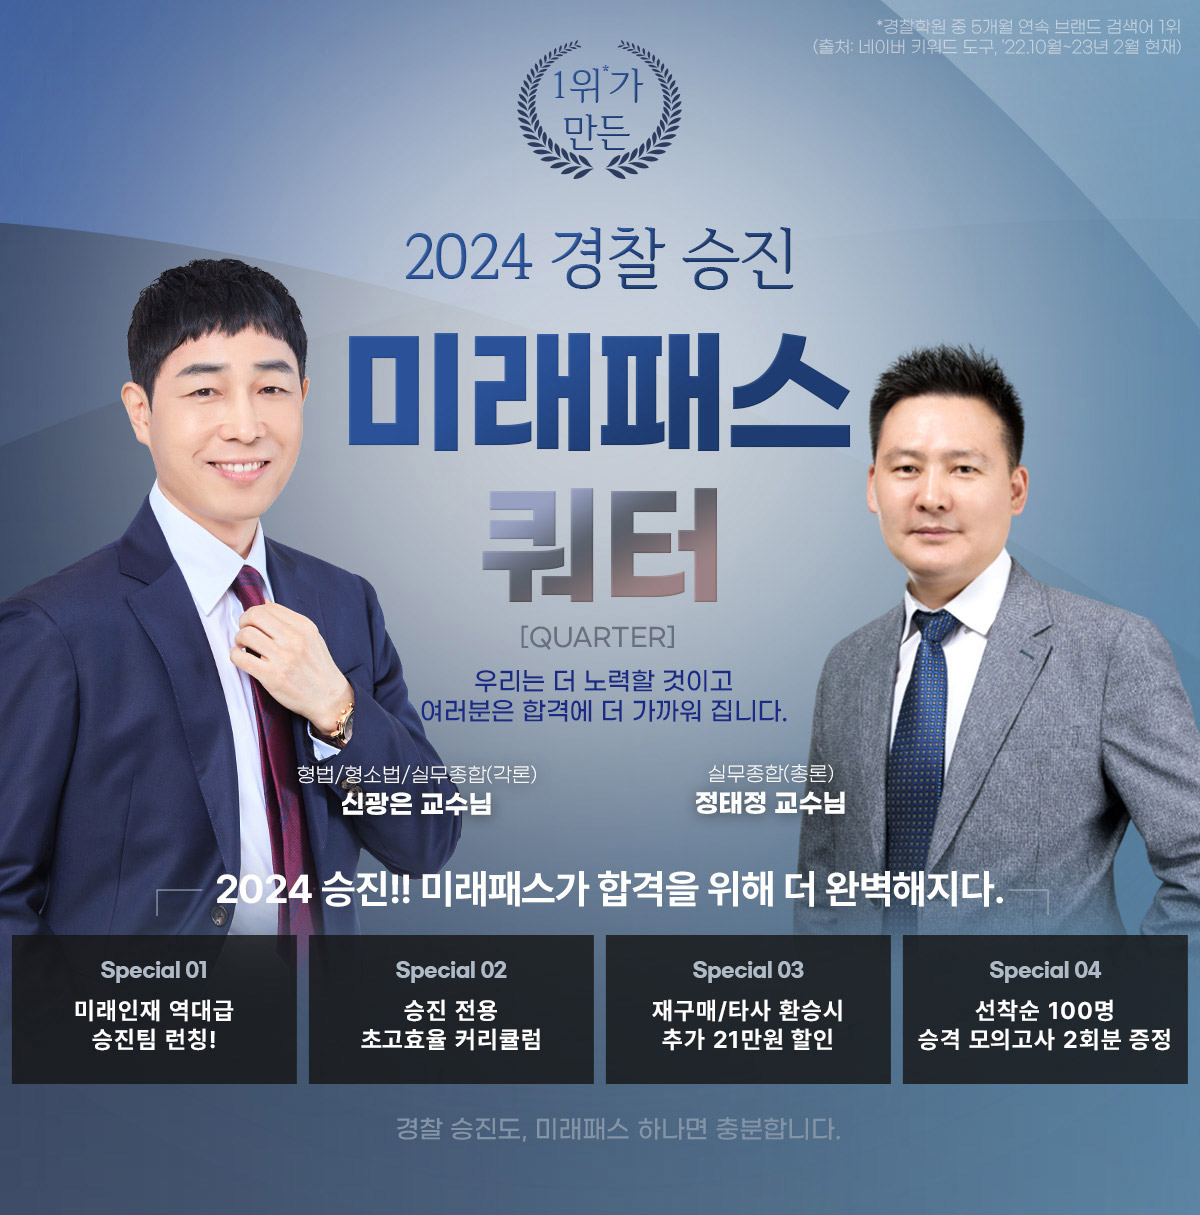 *경찰학원 중 5개월 연속 브랜드 검색어 1위
(출처: 네이버 키워드 도구, '22.10월~23년 2월 현재)
1위*가
만든
2024 경찰 승진
미래패스
쿼터
[QUARTER]
우리는 더 노력할 것이고
여러분은 합격에 더 가까워 집니다.
형법/형소법/실무종합(각론)
신광은 교수님
실무종합(총론)
정태정 교수님
2024 승진!! 미래패스가 합격을 위해 더 완벽해지다.
Special 01
미래인재 역대급
승진팀 런칭!
Special 02
승진 전용
초고효율 커리큘럼
Special 03
재구매/타사 환승시
추가 21만원 할인
Special 04
선착순 100명
승격 모의고사 2회분 증정
경찰 승진도, 미래패스 하나면 충분합니다.